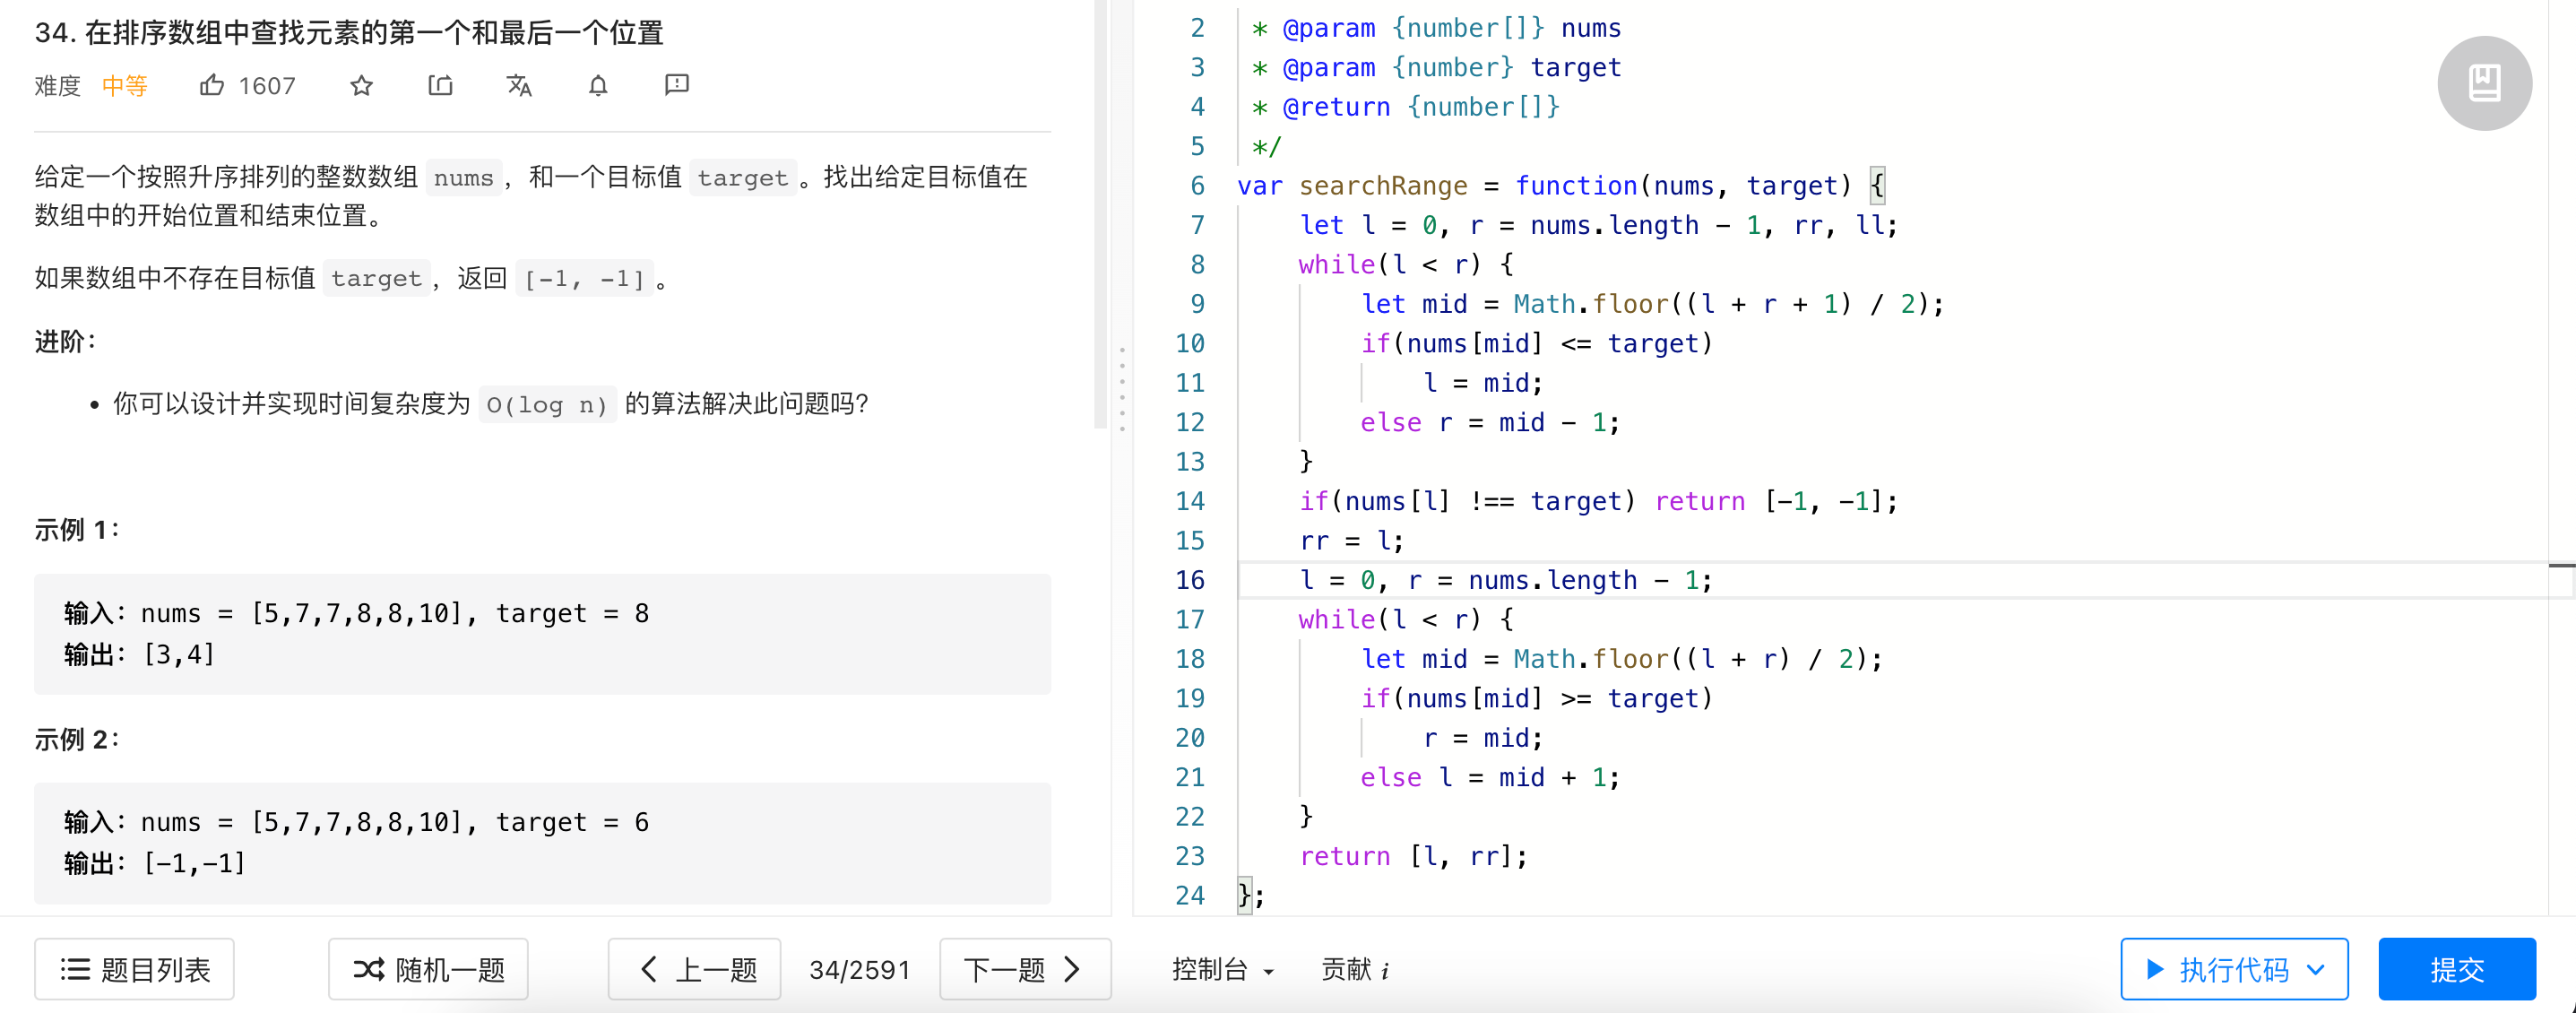 34. 在排序数组中查找元素的第一个和最后一个位置
难度 中等 1607
给定一个按照升序排列的整数数组 nums，和一个目标值 target。找出给定目标值在
数组中的开始位置和结束位置。
如果数组中不存在目标值 target，返回 [-1, -1]。
进阶：
• 你可以设计并实现时间复杂度为 O(log n) 的算法解决此问题吗？
示例 1：
输入：nums = [5,7,7,8,8,10], target = 8
输出：[3,4]
示例 2：
输入：nums = [5,7,7,8,8,10], target = 6
输出：[-1,-1]
题目列表 随机一题 上一题 34/2591 下一题
2 * @param {number[]} nums
3 * @param {number} target
4 * @return {number[]}
5 */
6 var searchRange = function(nums, target) {
7 let l = 0, r = nums.length - 1, rr, ll;
8 while(l < r) {
9 let mid = Math.floor((l + r + 1) / 2);
10 if(nums[mid] <= target)
11 l = mid;
12 else r = mid - 1;
13 }
14 if(nums[l] !== target) return [-1, -1];
15 rr = l;
16 l = 0, r = nums.length - 1;
17 while(l < r) {
18 let mid = Math.floor((l + r) / 2);
19 if(nums[mid] >= target)
20 r = mid;
21 else l = mid + 1;
22 }
23 return [l, rr];
24 };
控制台 贡献 i 执行代码 提交